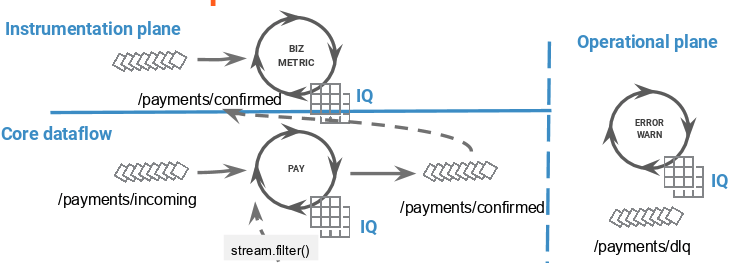 Instrumentation plane
BIZ
METRIC
Operational plane
/payments/confirmed
IQ
ERROR
WARN
Core dataflow
PAY
IQ
/payments/incoming
/payments/confirmed
IQ
stream.filter()
/payments/dlq